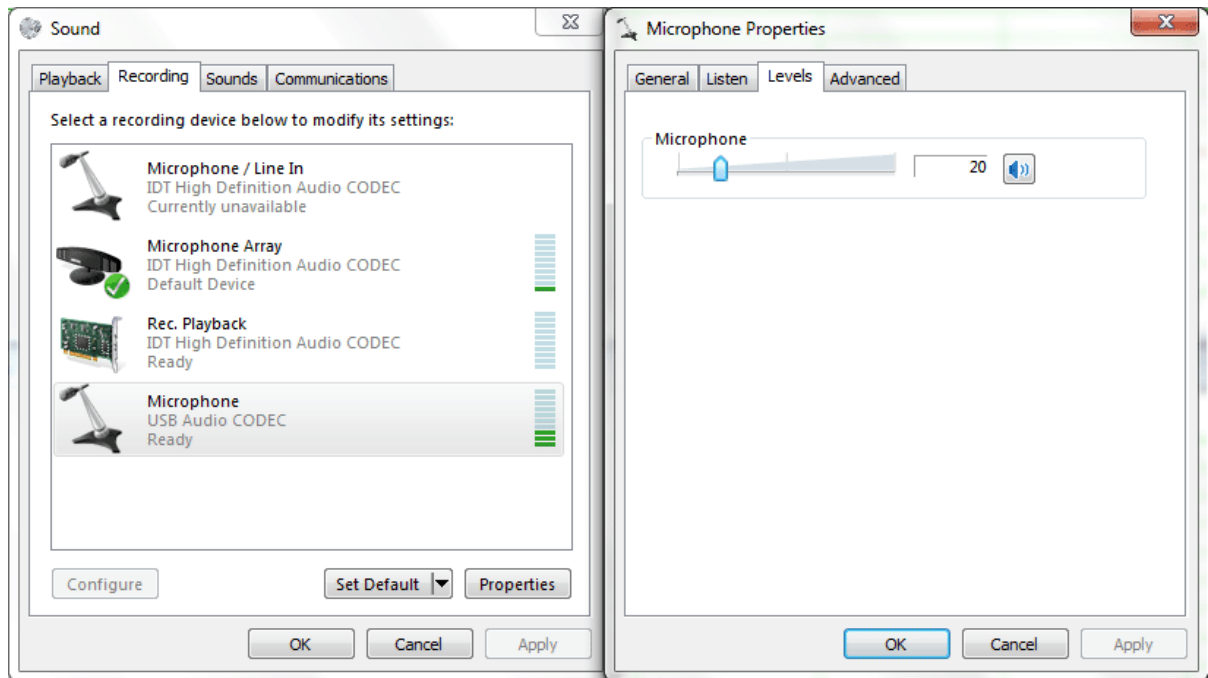 Sound
Playback Recording Sounds Communications
Select a recording device below to modify its settings:
Microphone / Line In
IDT High Definition Audio CODEC
Currently unavailable
Microphone Array
IDT High Definition Audio CODEC
Default Device
Rec. Playback
IDT High Definition Audio CODEC
Ready
Microphone
USB Audio CODEC
Ready
Configure Set Default Properties
OK Cancel Apply
Microphone Properties
General Listen Levels Advanced
Microphone
20
OK Cancel Apply